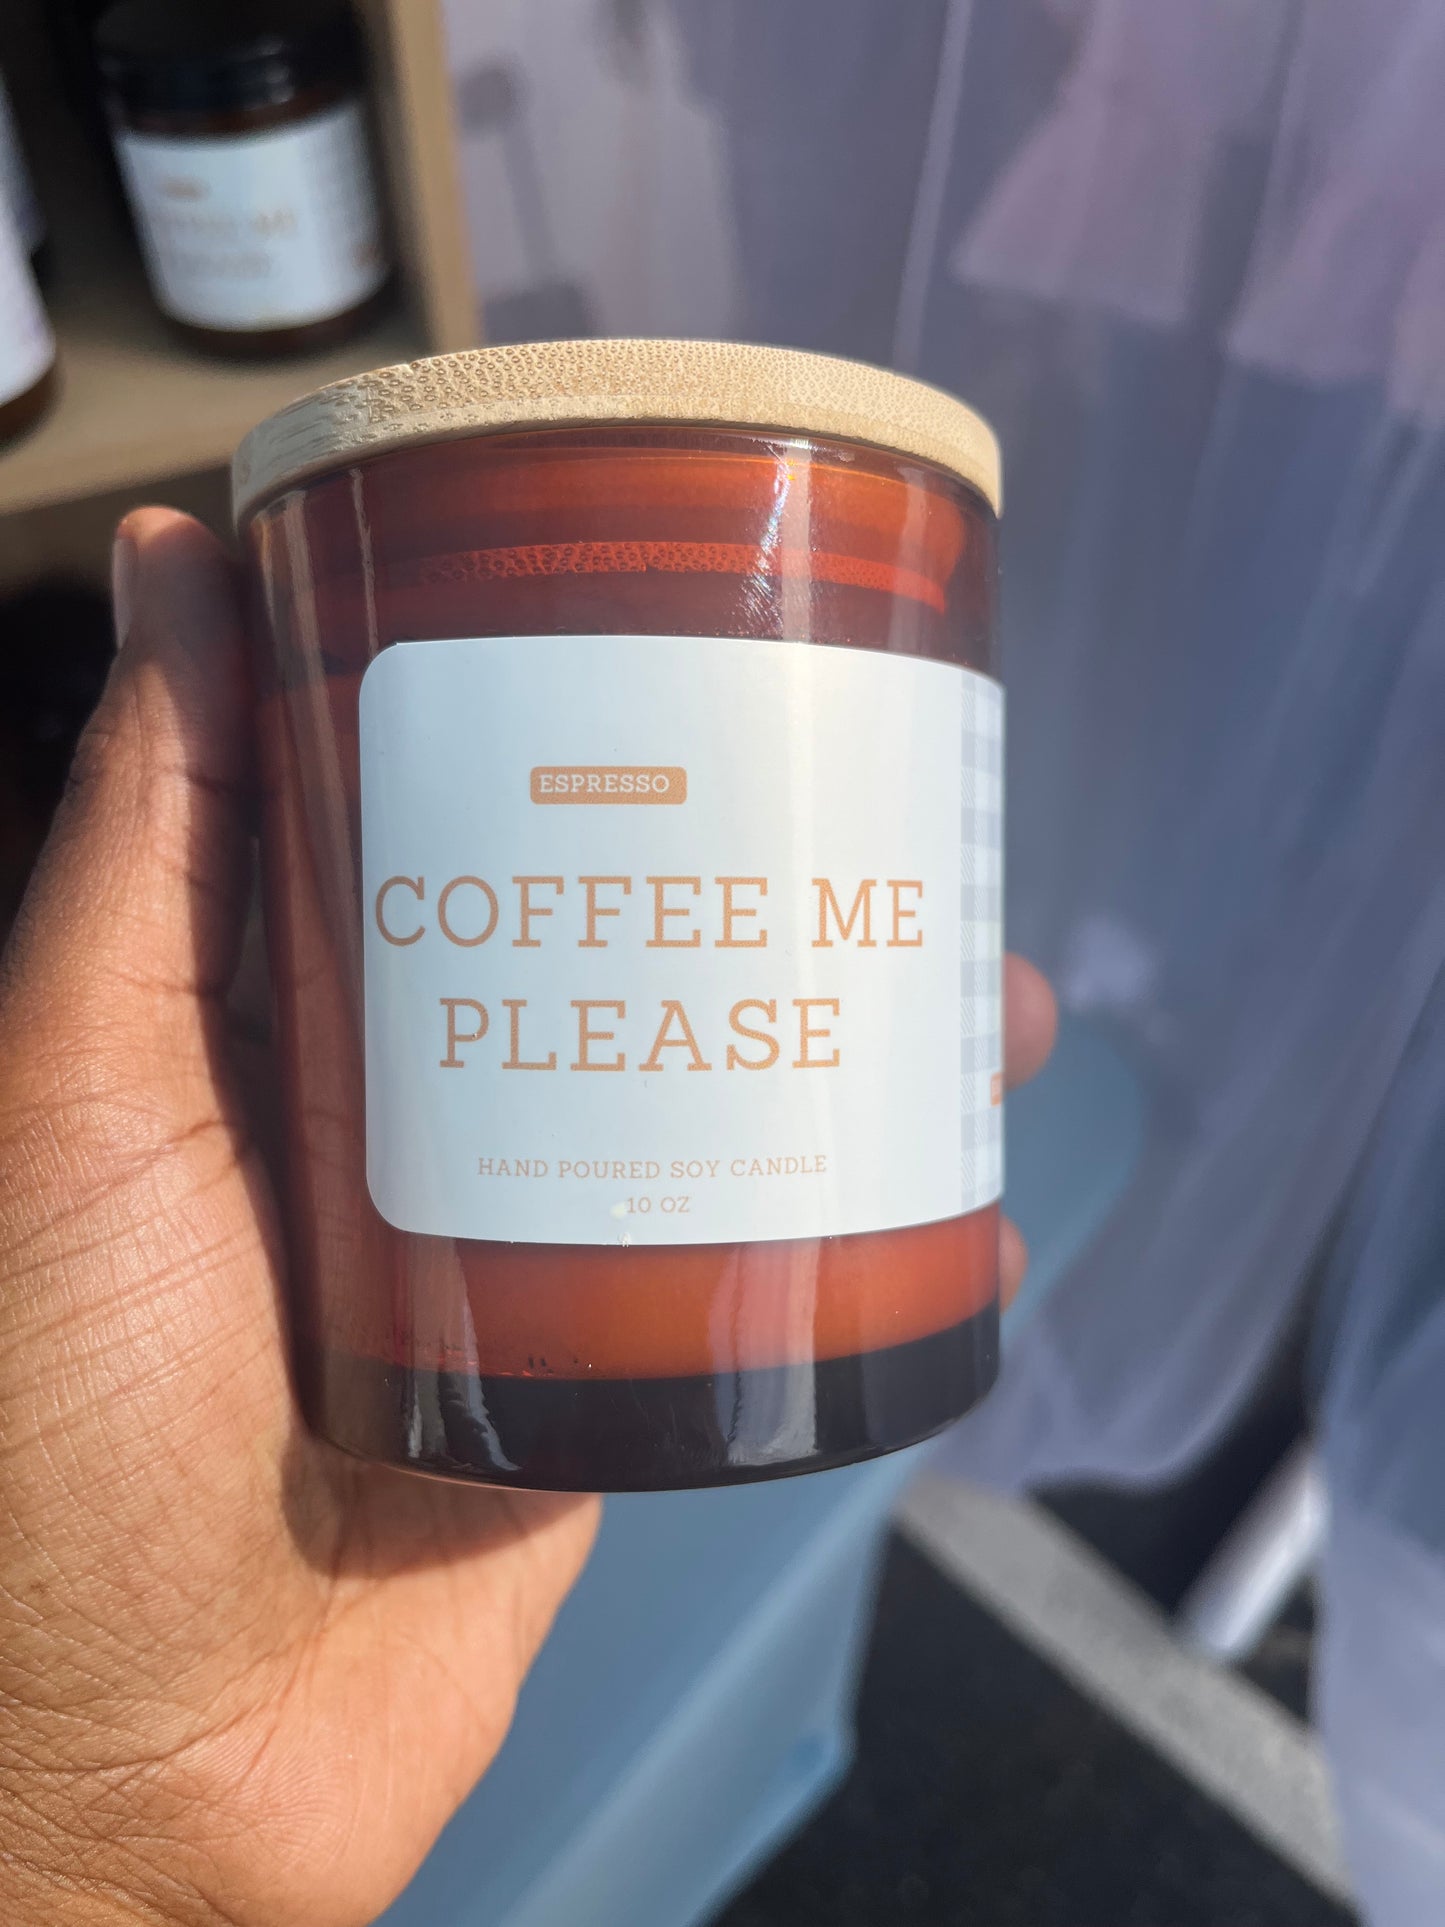 ESPRESSO
COFFEE ME
PLEASE
HAND POURED SOY CANDLE
10 OZ